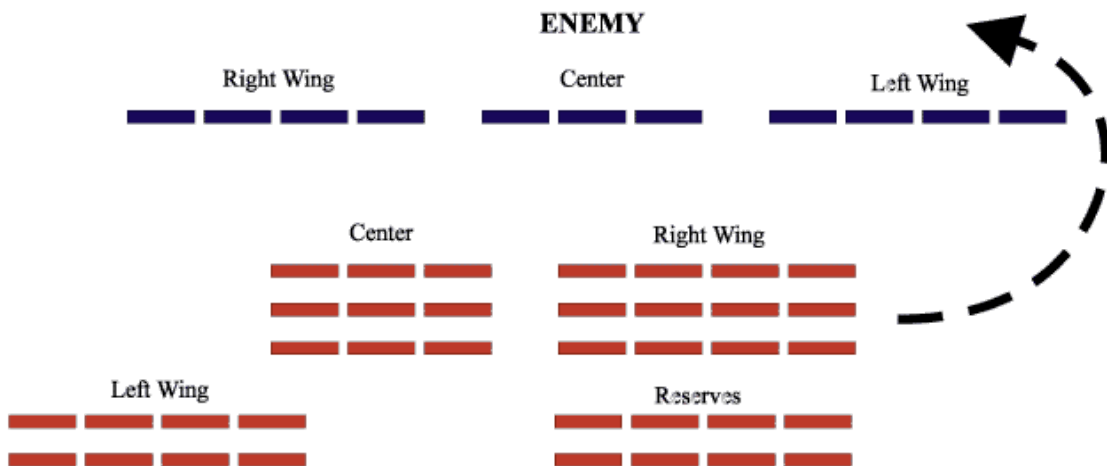 ENEMY
Right Wing
Center
Left Wing
Center
Right Wing
Left Wing
Reserves